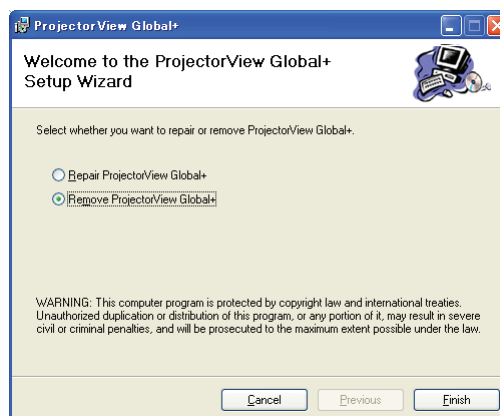 ProjectorView Global+
Welcome to the ProjectorView Global+
Setup Wizard
Select whether you want to repair or remove ProjectorView Global+.
Repair ProjectorView Global+
Remove ProjectorView Global+
WARNING: This computer program is protected by copyright law and international treaties.
Unauthorized duplication or distribution of this program, or any portion of it, may result in severe
civil or criminal penalties, and will be prosecuted to the maximum extent possible under the law.
Cancel
Previous
Finish